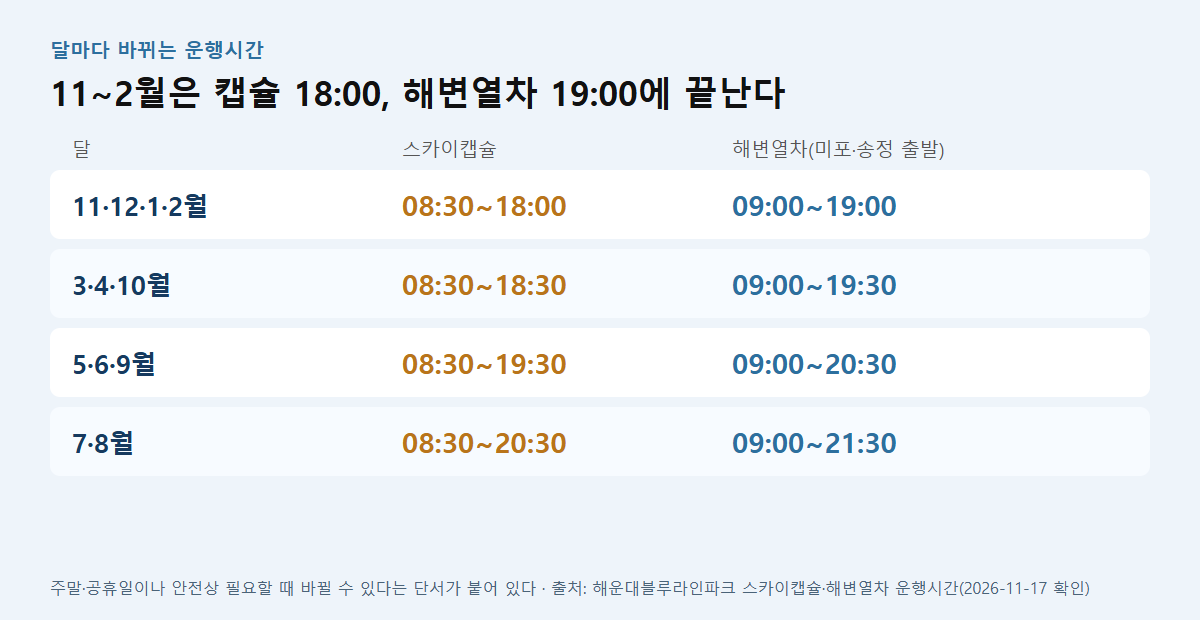 달마다 바뀌는 운행시간
11~2월은 캡슐 18:00, 해변열차 19:00에 끝난다
달 스카이캡슐 해변열차(미포·송정 출발)
11·12·1·2월 08:30~18:00 09:00~19:00
3·4·10월 08:30~18:30 09:00~19:30
5·6·9월 08:30~19:30 09:00~20:30
7·8월 08:30~20:30 09:00~21:30
주말·공휴일이나 안전상 필요할 때 바뀔 수 있다는 단서가 붙어 있다 · 출처: 해운대블루라인파크 스카이캡슐·해변열차 운행시간(2026-11-17 확인)